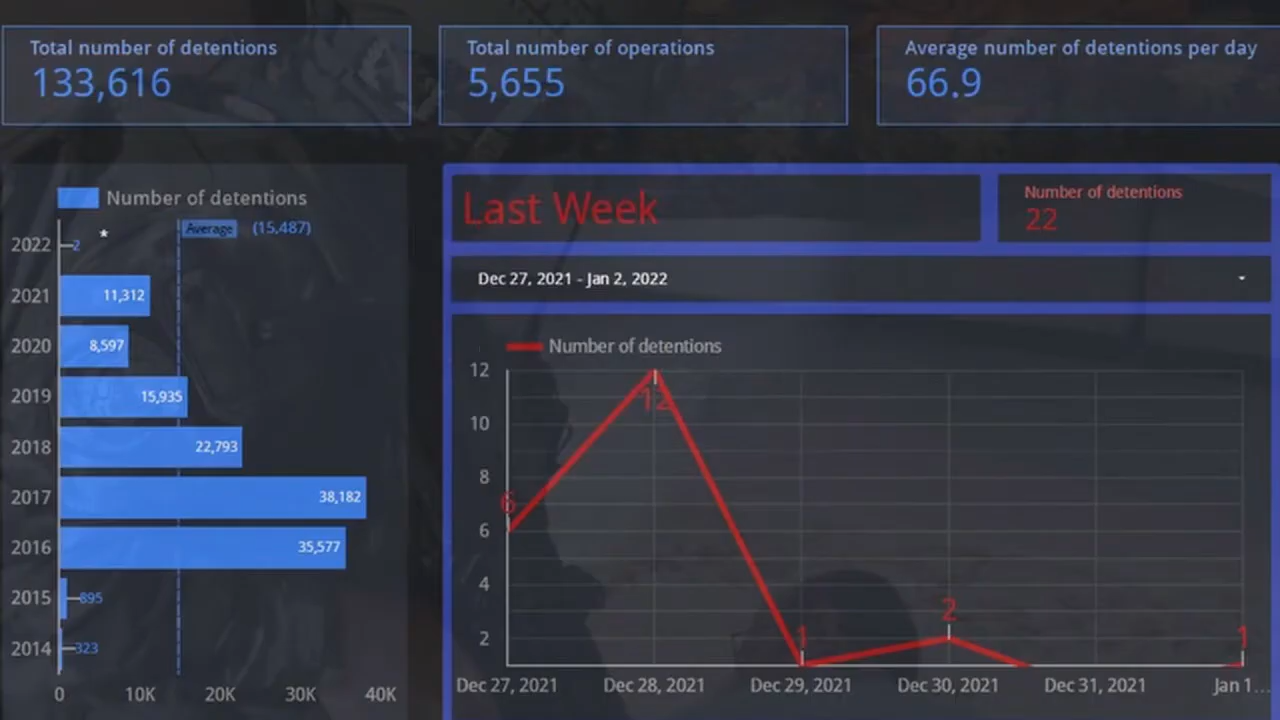 Total number of detentions
133,616
Total number of operations
5,655
Average number of detentions per day
66.9
Number of detentions
Average (15,487)
*
2022 2
2021 11,312
2020 8,597
2019 15,935
2018 22,793
2017 38,182
2016 35,577
2015 895
2014 323
0 10K 20K 30K 40K
Last Week
Number of detentions
22
Dec 27, 2021 - Jan 2, 2022
Number of detentions
12
10
8
6
4
2
6
12
1
2
1
Dec 27, 2021 Dec 28, 2021 Dec 29, 2021 Dec 30, 2021 Dec 31, 2021 Jan 1...